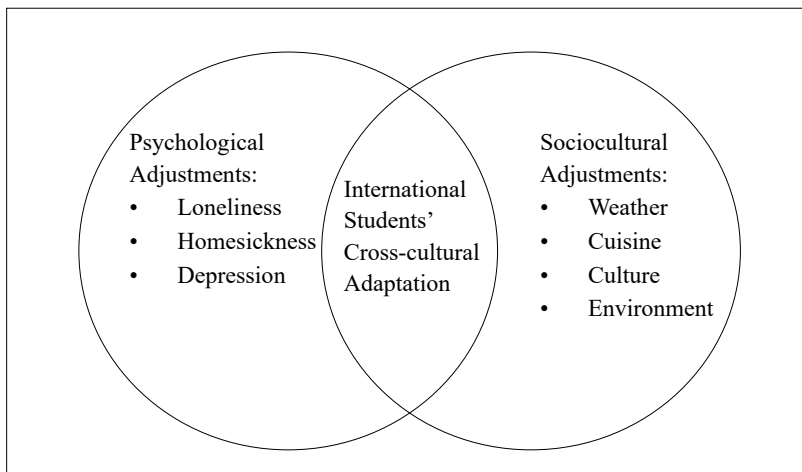 Psychological
Adjustments:
• Loneliness
• Homesickness
• Depression
International
Students’
Cross-cultural
Adaptation
Sociocultural
Adjustments:
• Weather
• Cuisine
• Culture
• Environment